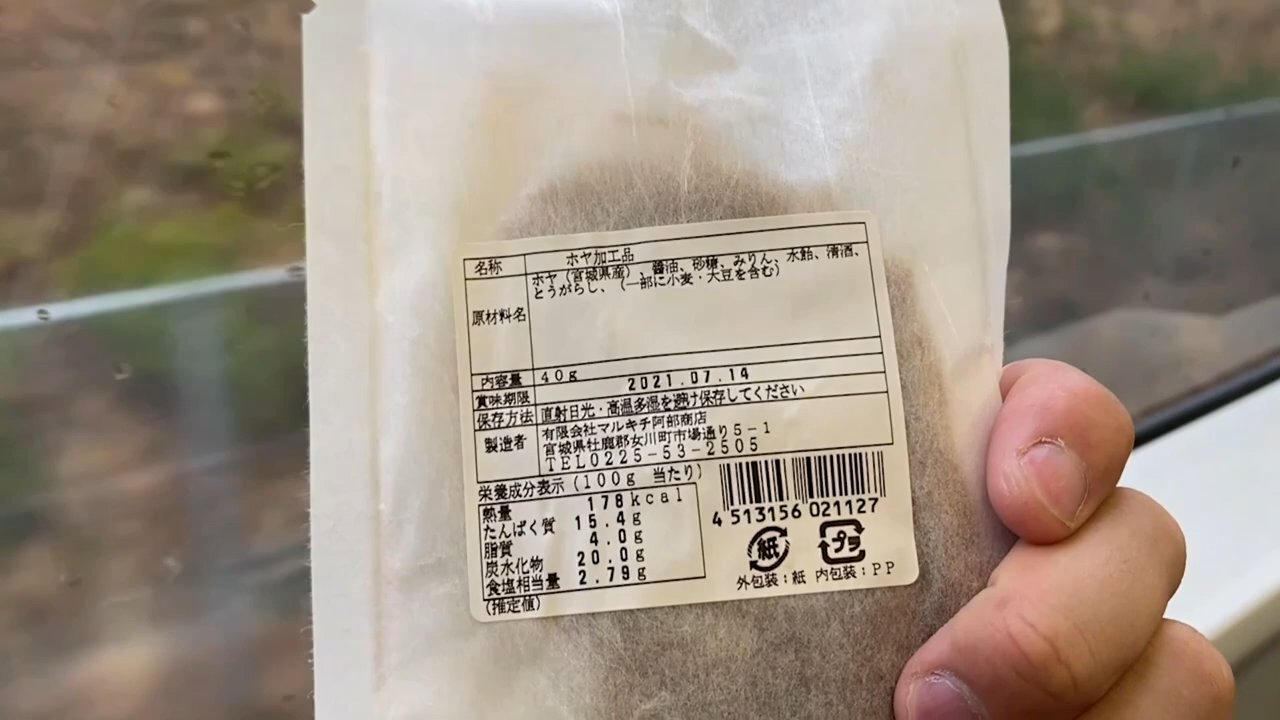 名称 ホヤ加工品
原材料名 ホヤ(宮城県産)、醤油、砂糖、みりん、水飴、清酒、
とうがらし、(一部に小麦・大豆を含む)
内容量 40g
賞味期限 2021.07.14
保存方法 直射日光・高温多湿を避け保存してください
製造者 有限会社マルキチ阿部商店
宮城県牡鹿郡女川町市場通り5-1
TEL0225-53-2505
栄養成分表示(100g 当たり)
熱量 178kcal
たんぱく質 15.4g
脂質 4.0g
炭水化物 20.0g
食塩相当量 2.79g
(推定値)
4 513156 021127
紙 プラ
外包装:紙 内包装:PP